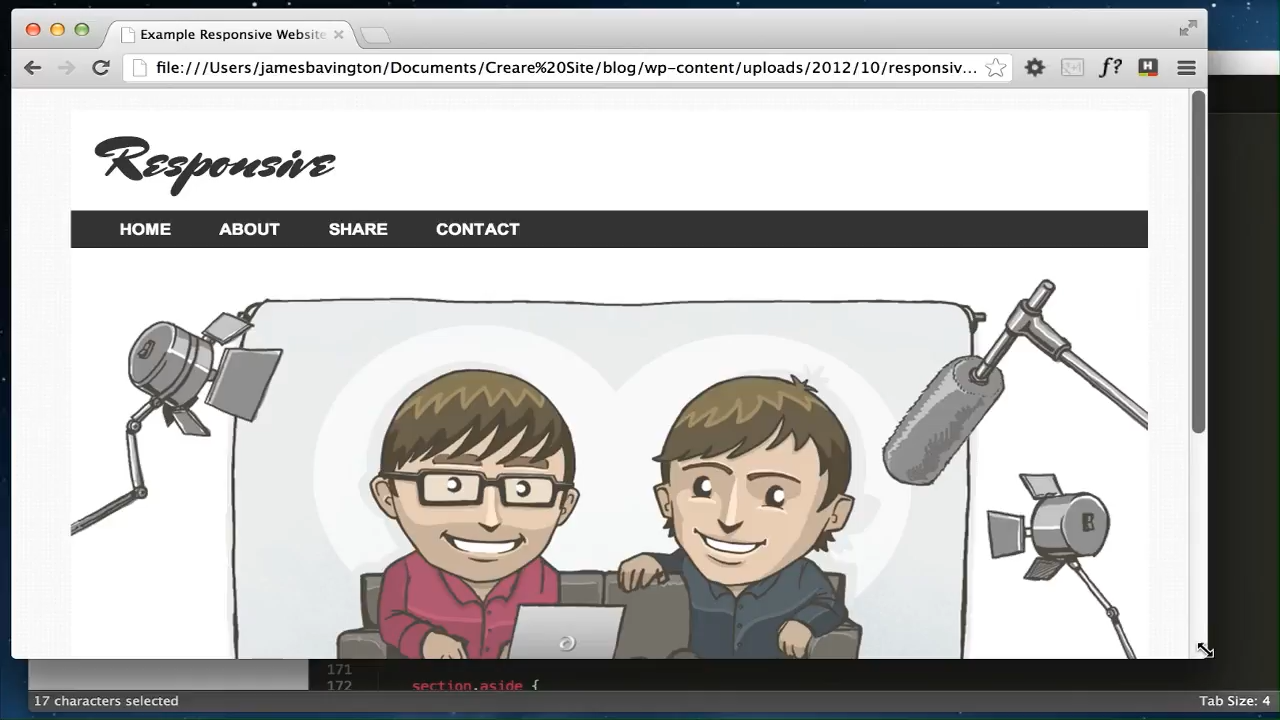 Example Responsive Website
file:///Users/jamesbavington/Documents/Creare%20Site/blog/wp-content/uploads/2012/10/responsiv...
f?
H
Responsive
HOME ABOUT SHARE CONTACT
171
172 section.aside {
17 characters selected
Tab Size: 4